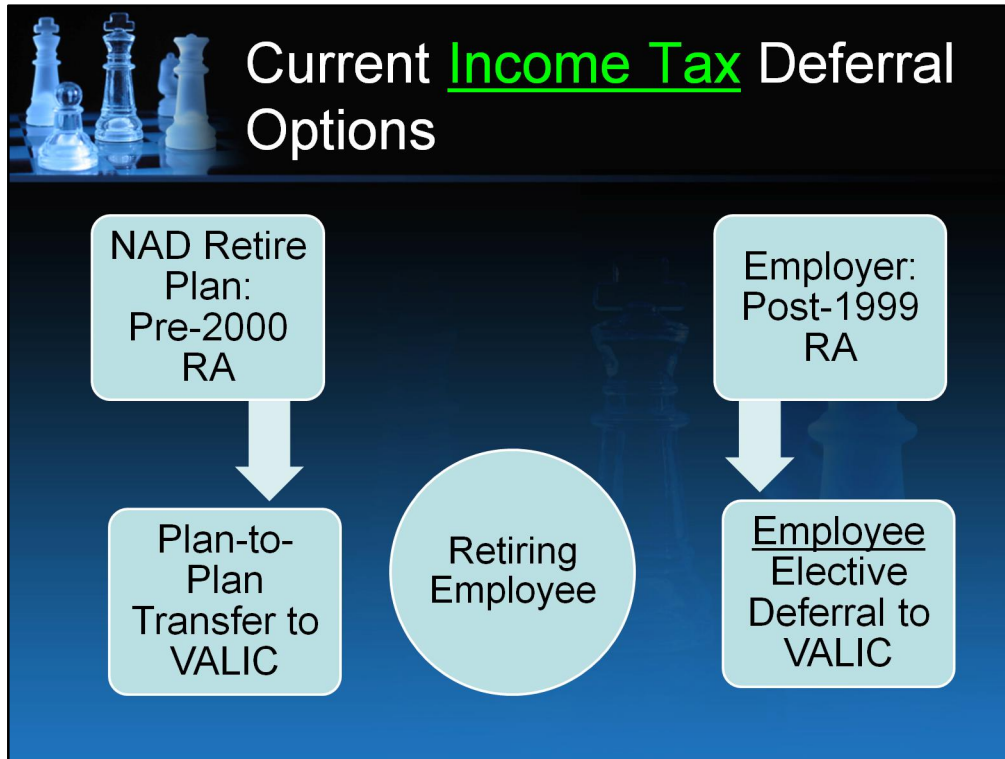 Current Income Tax Deferral
Options
NAD Retire
Plan:
Pre-2000
RA
Employer:
Post-1999
RA
Plan-to-
Plan
Transfer to
VALIC
Retiring
Employee
Employee
Elective
Deferral to
VALIC